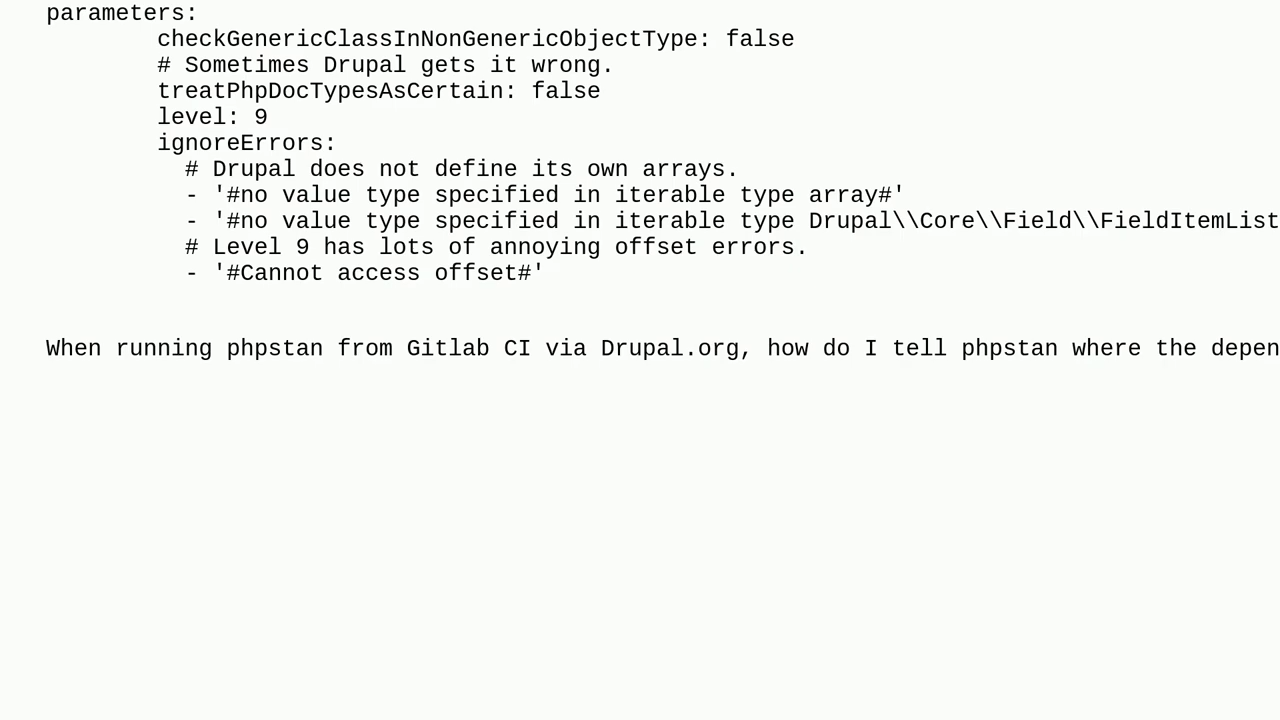 parameters:
        checkGenericClassInNonGenericObjectType: false
        # Sometimes Drupal gets it wrong.
        treatPhpDocTypesAsCertain: false
        level: 9
        ignoreErrors:
          # Drupal does not define its own arrays.
          - '#no value type specified in iterable type array#'
          - '#no value type specified in iterable type Drupal\\Core\\Field\\FieldItemList
          # Level 9 has lots of annoying offset errors.
          - '#Cannot access offset#'
When running phpstan from Gitlab CI via Drupal.org, how do I tell phpstan where the depen